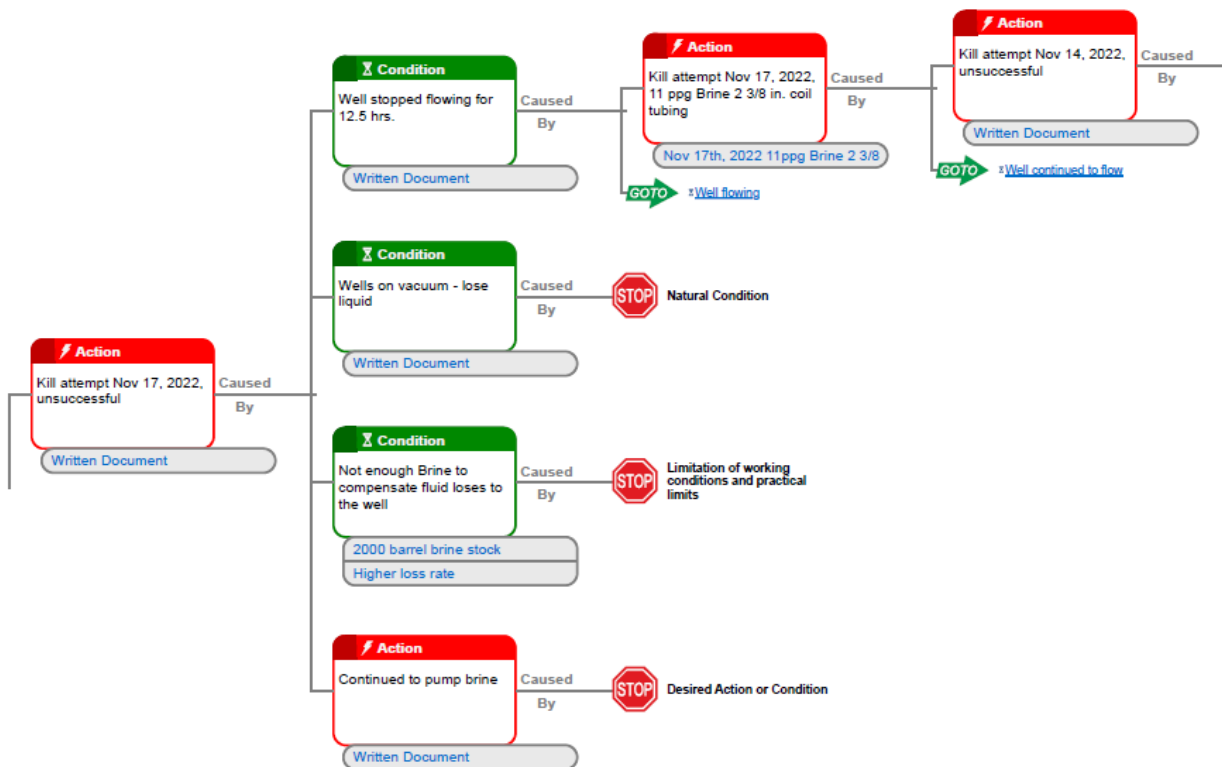 Action
Kill attempt Nov 17, 2022,
unsuccessful
Written Document
Caused
By
Condition
Well stopped flowing for
12.5 hrs.
Written Document
Caused
By
Action
Kill attempt Nov 17, 2022,
11 ppg Brine 2 3/8 in. coil
tubing
Nov 17th, 2022 11ppg Brine 2 3/8
Caused
By
Action
Kill attempt Nov 14, 2022,
unsuccessful
Written Document
Caused
By
GOTO Well continued to flow
GOTO Well flowing
Condition
Wells on vacuum - lose
liquid
Written Document
Caused
By
STOP Natural Condition
Condition
Not enough Brine to
compensate fluid loses to
the well
2000 barrel brine stock
Higher loss rate
Caused
By
STOP
Limitation of working
conditions and practical
limits
Action
Continued to pump brine
Written Document
Caused
By
STOP Desired Action or Condition